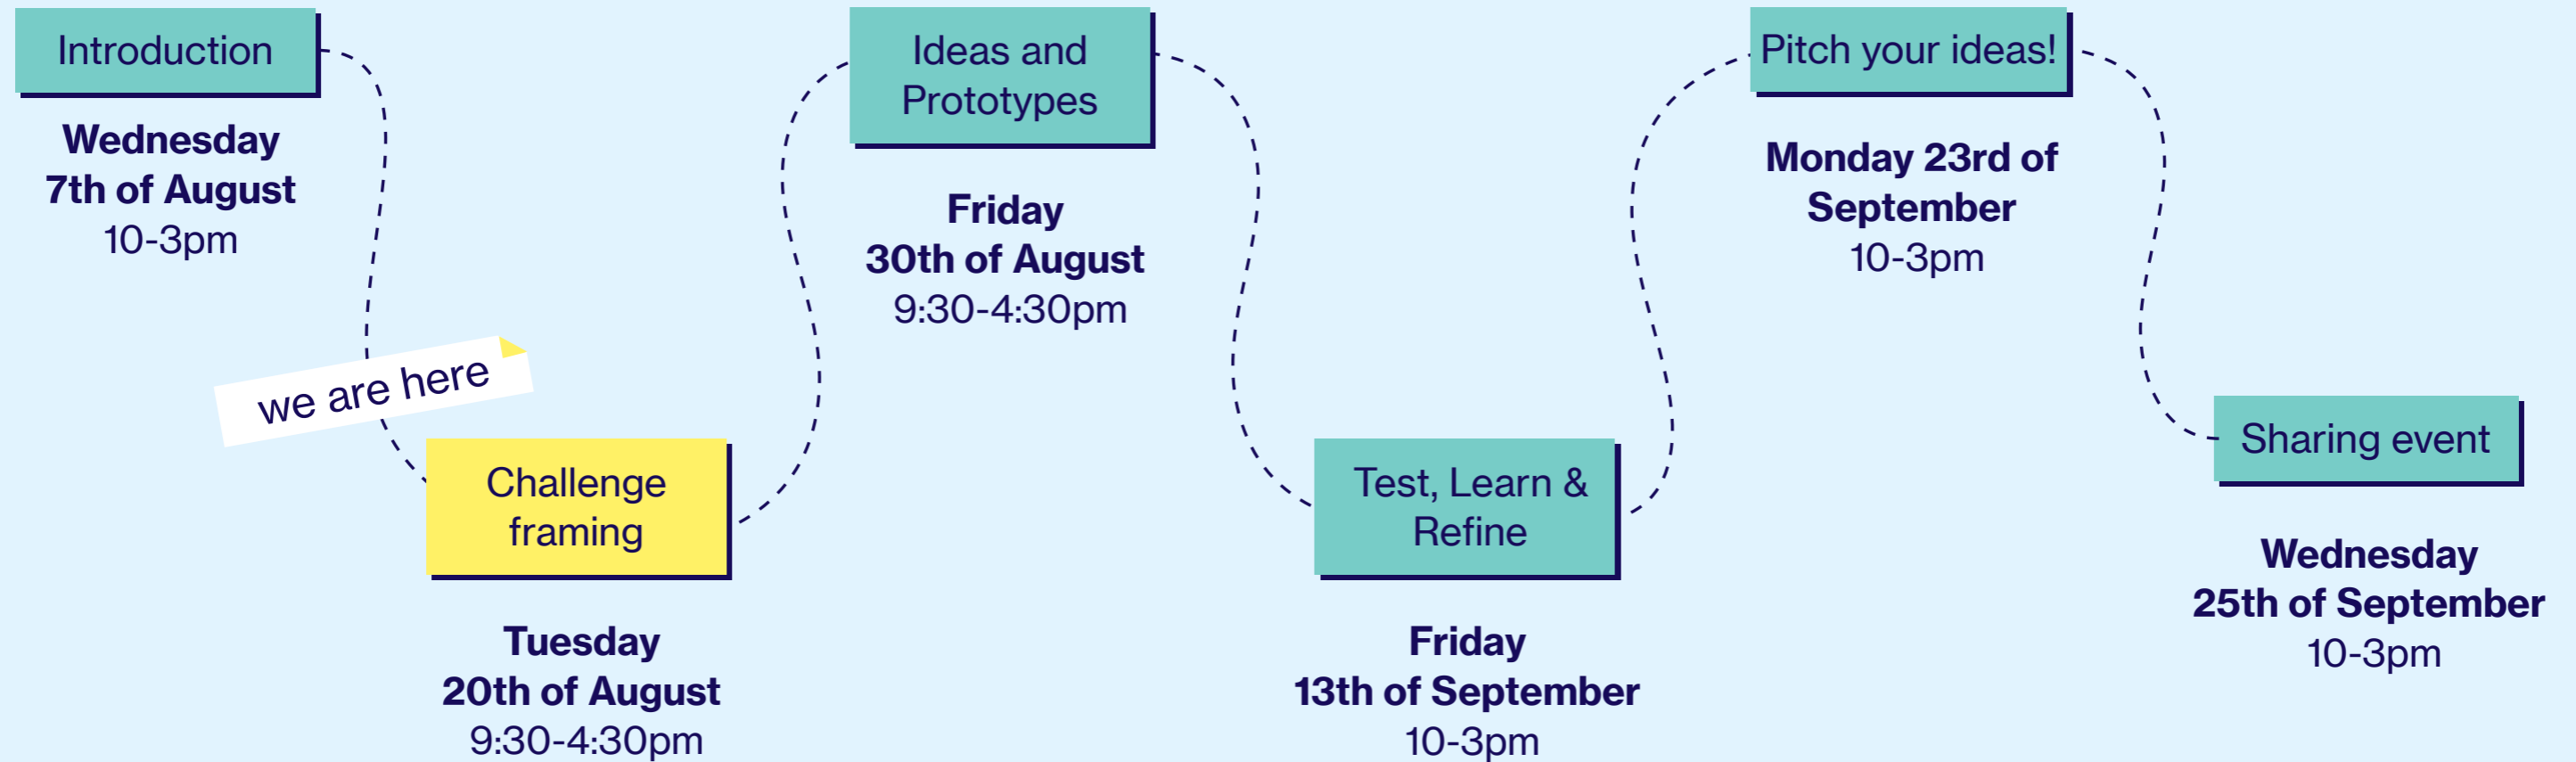 Introduction
Wednesday
7th of August
10-3pm
we are here
Challenge
framing
Tuesday
20th of August
9:30-4:30pm
Ideas and
Prototypes
Friday
30th of August
9:30-4:30pm
Test, Learn &
Refine
Friday
13th of September
10-3pm
Pitch your ideas!
Monday 23rd of
September
10-3pm
Sharing event
Wednesday
25th of September
10-3pm